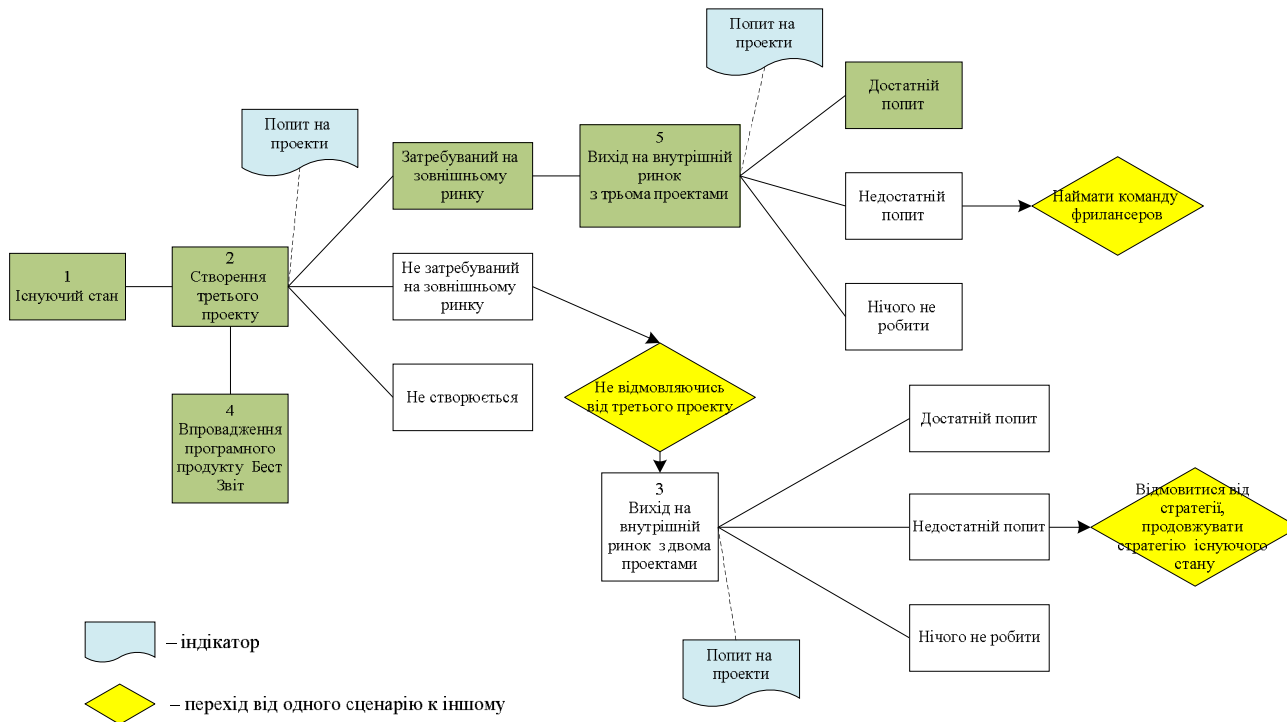 Попит на
проекти
Попит на
проекти
Достатній
попит
5
Вихід на внутрішній
ринок
з трьома проектами
Затребуваний на
зовнішньому
ринку
Недостатній
попит
Наймати команду
фрилансеров
1
Існуючий стан
2
Створення
третього
проекту
Не затребуваний
на зовнішньому
ринку
Нічого не
робити
Не створюється
Не відмовляючись
від третього проекту
4
Впровадження
програмного
продукту Бест
Звіт
Достатній попит
3
Вихід на
внутрішній
ринок з двома
проектами
Недостатній попит
Відмовитися від
стратегії,
продовжувати
стратегію існуючого
стану
Нічого не робити
Попит на
проекти
– індікатор
– перехід від одного сценарію к іншому